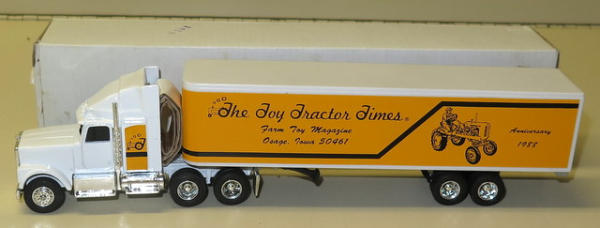 The Toy Tractor Times®
Farm Toy Magazine
Osage, Iowa 50461
Anniversary
1988